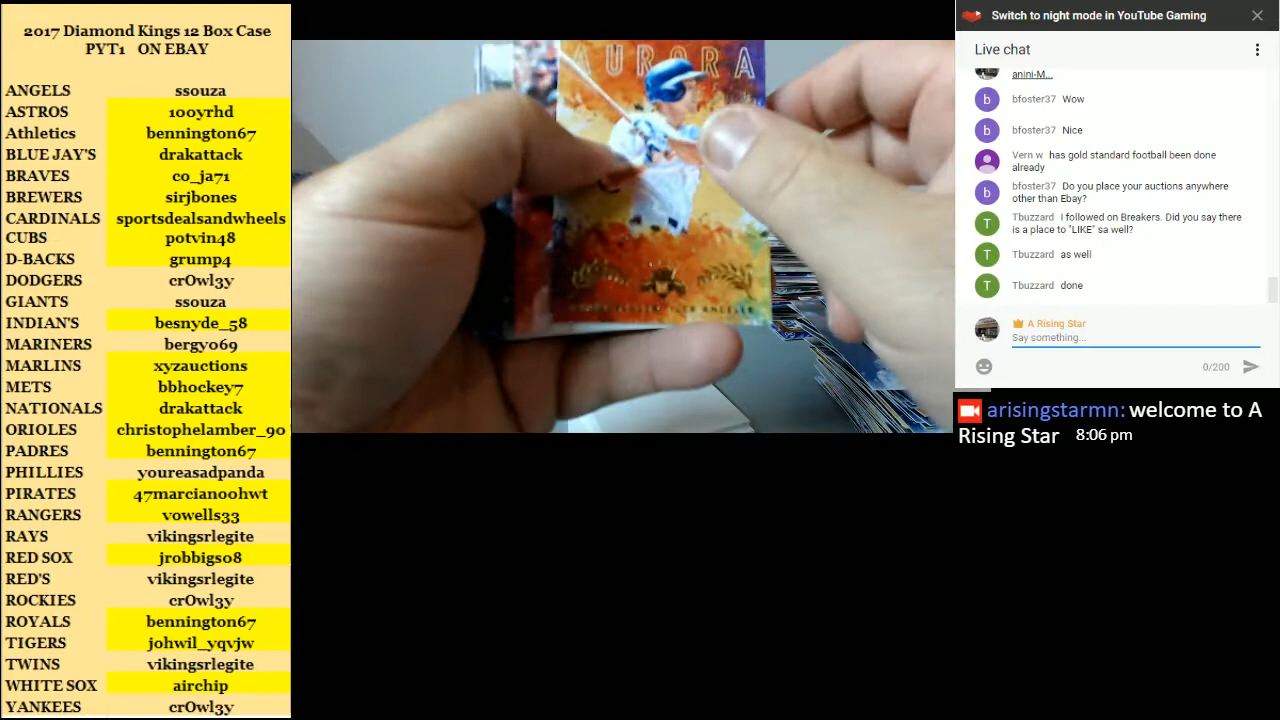 2017 Diamond Kings 12 Box Case
PYT1 ON EBAY
ANGELS ssouza
ASTROS 100yrhd
Athletics bennington67
BLUE JAY'S drakattack
BRAVES co_ja71
BREWERS sirjbones
CARDINALS sportsdealsandwheels
CUBS potvin48
D-BACKS grump4
DODGERS crOwl3y
GIANTS ssouza
INDIAN'S besnyde_58
MARINERS bergy069
MARLINS xyzauctions
METS bbhockey7
NATIONALS drakattack
ORIOLES christophelamber_90
PADRES bennington67
PHILLIES youreasadpanda
PIRATES 47marcianoohwt
RANGERS vowells33
RAYS vikingsrlegite
RED SOX jrobbigs08
RED'S vikingsrlegite
ROCKIES crOwl3y
ROYALS bennington67
TIGERS johwil_yqvjw
TWINS vikingsrlegite
WHITE SOX airchip
YANKEES crOwl3y
AURORA
Switch to night mode in YouTube Gaming
Live chat
anini-M...
bfoster37 Wow
bfoster37 Nice
Vern w has gold standard football been done
already
bfoster37 Do you place your auctions anywhere
other than Ebay?
Tbuzzard I followed on Breakers. Did you say there
is a place to "LIKE" sa well?
Tbuzzard as well
Tbuzzard done
A Rising Star
Say something...
0/200
arisingstarmn: welcome to A
Rising Star 8:06 pm